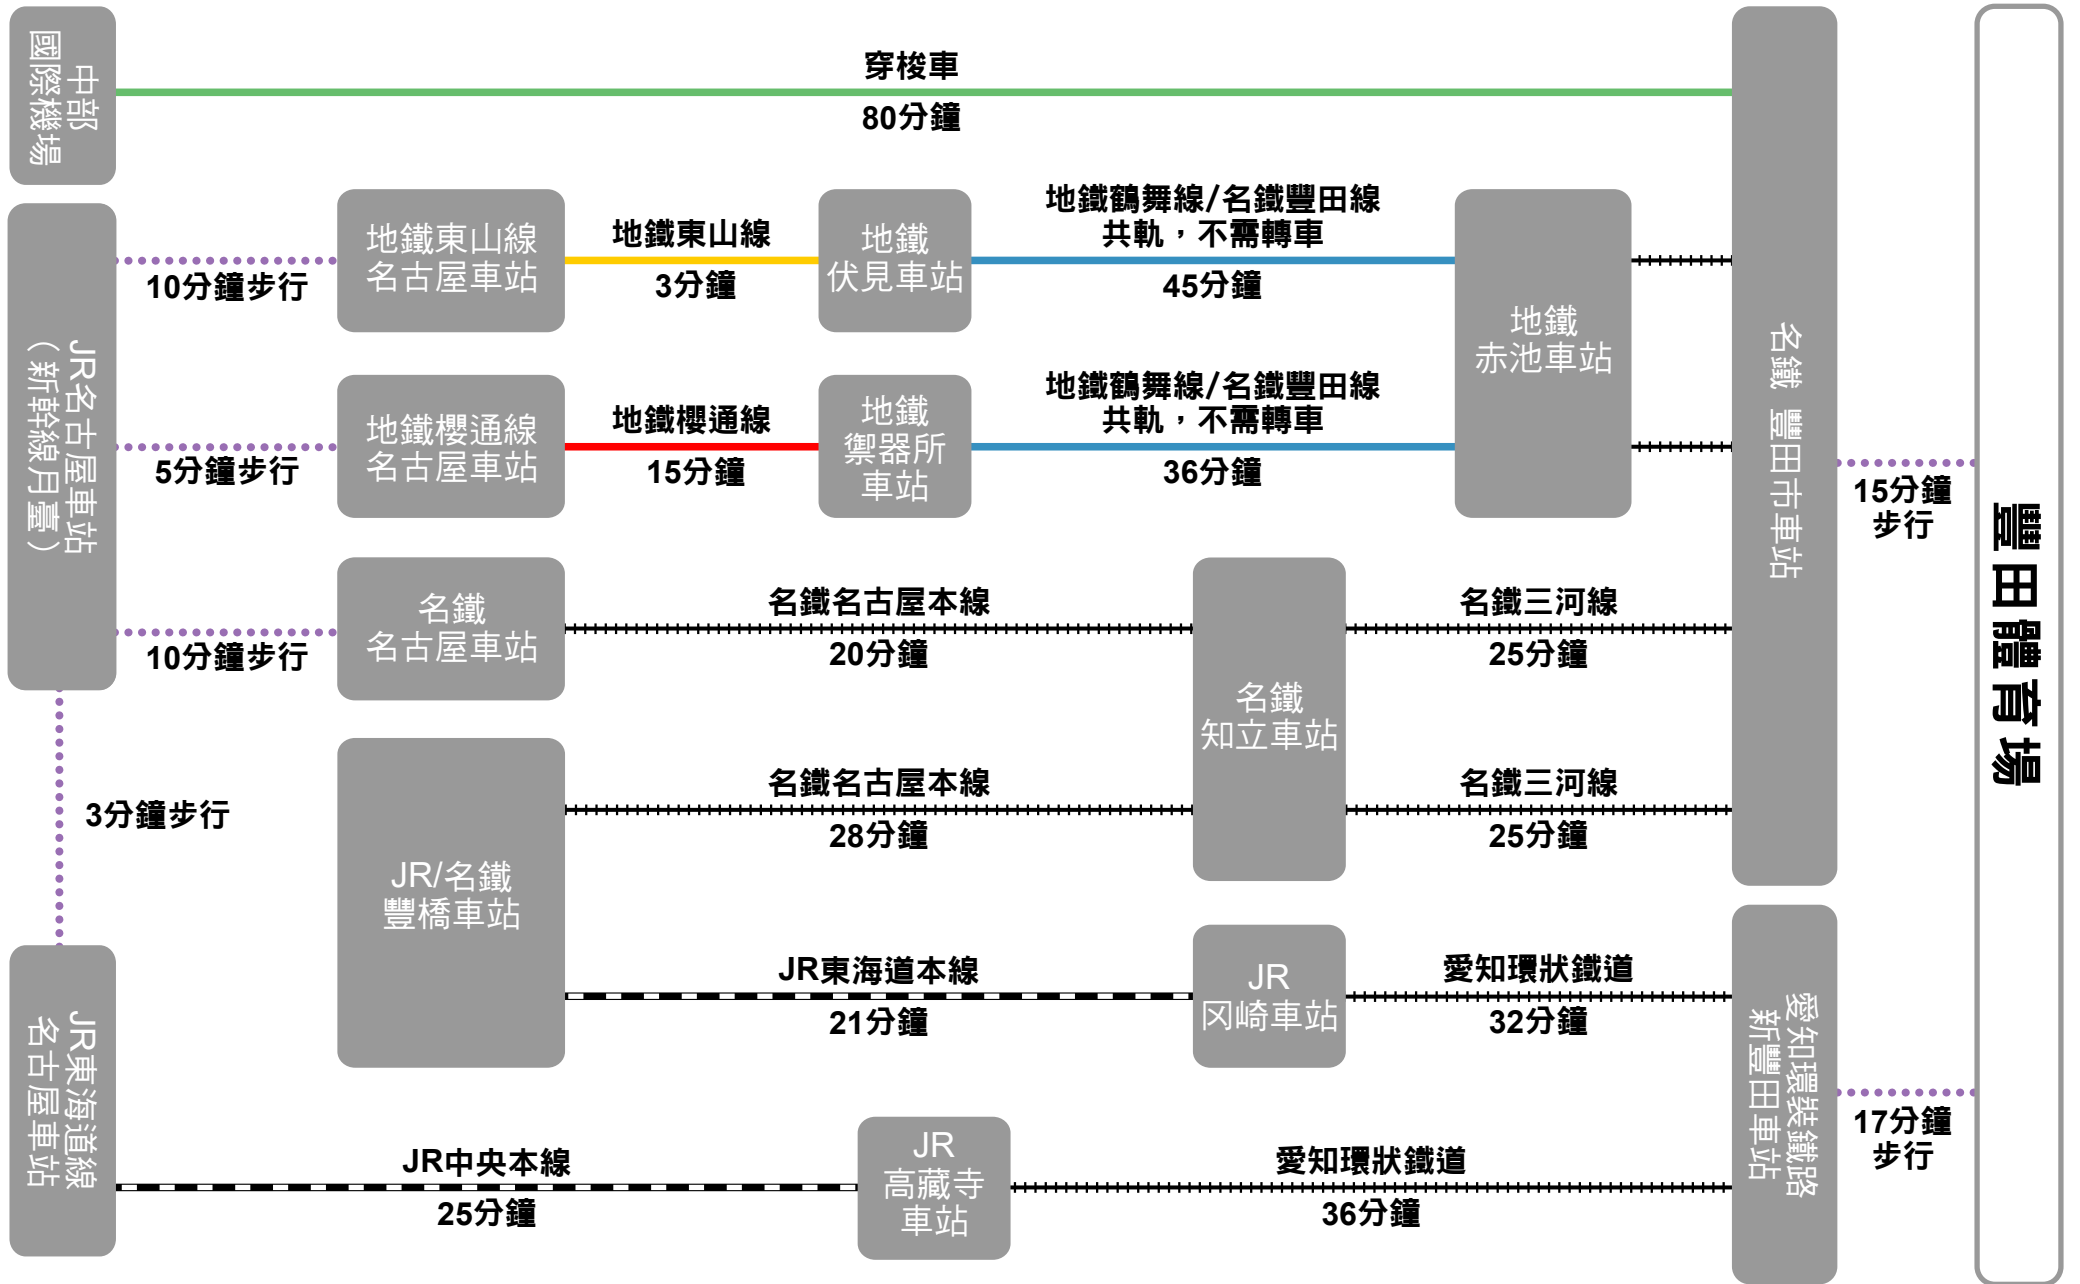 中部
國際機場
穿梭車
80分鐘
JR名古屋車站
（新幹線月臺）
10分鐘步行
地鐵東山線
名古屋車站
地鐵東山線
3分鐘
地鐵
伏見車站
地鐵鶴舞線/名鐵豐田線
共軌，不需轉車
45分鐘
地鐵
赤池車站
名鐵 豐田市車站
5分鐘步行
地鐵櫻通線
名古屋車站
地鐵櫻通線
15分鐘
地鐵
禦器所
車站
地鐵鶴舞線/名鐵豐田線
共軌，不需轉車
36分鐘
15分鐘
步行
豐田體育場
10分鐘步行
名鐵
名古屋車站
名鐵名古屋本線
20分鐘
名鐵
知立車站
名鐵三河線
25分鐘
3分鐘步行
JR/名鐵
豐橋車站
名鐵名古屋本線
28分鐘
名鐵三河線
25分鐘
JR東海道本線
21分鐘
JR
冈崎車站
愛知環狀鐵道
32分鐘
愛知環裝鐵路
新豐田車站
17分鐘
步行
JR東海道線
名古屋車站
JR中央本線
25分鐘
JR
高藏寺
車站
愛知環狀鐵道
36分鐘